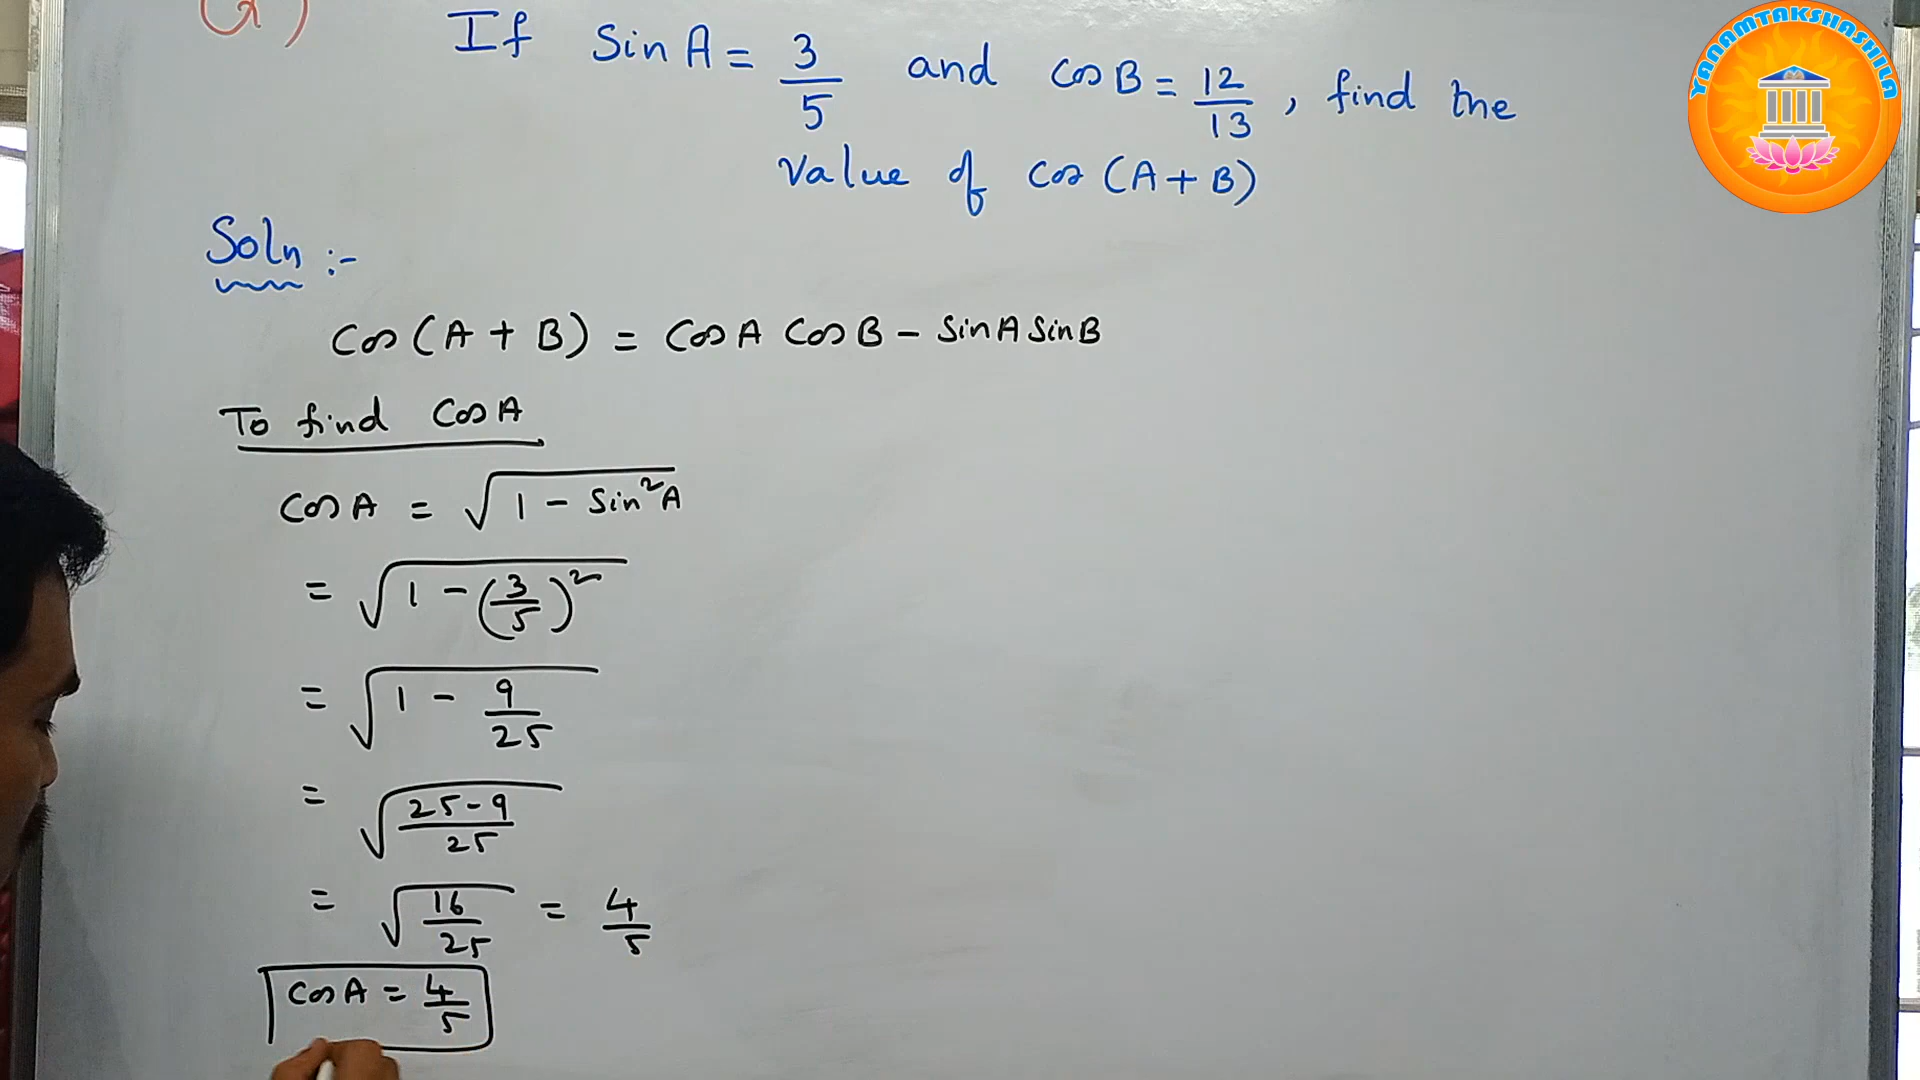 If Sin A = 3/5 and cos B = 12/13, find the
value of cos (A + B)
Soln :-
Cos (A + B) = Cos A Cos B - Sin A Sin B
To find Cos A
Cos A = √(1 - Sin²A)
= √(1 - (3/5)²)
= √(1 - 9/25)
= √((25-9)/25)
= √(16/25) = 4/5
Cos A = 4/5
YANAMTAKSHASHILA